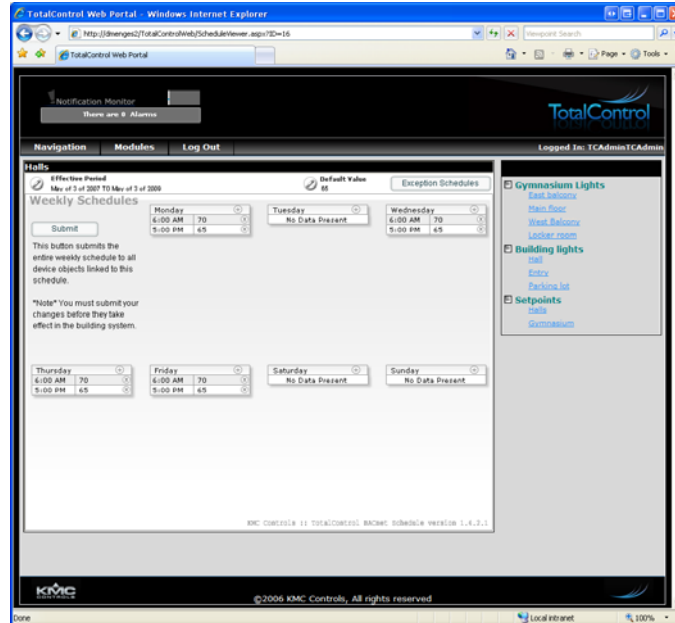 TotalControl Web Portal - Windows Internet Explorer
http://dmenges2/TotalControlWeb/ScheduleViewer.aspx?ID=16
Viewpoint Search
TotalControl Web Portal
Page
Tools
Notification Monitor
There are 0 Alarms
TotalControl
Navigation Modules Log Out
Logged In: TCAdminTCAdmin
Halls
Effective Period
May of 3 of 2007 TO May of 3 of 2009
Default Value
65
Exception Schedules
Weekly Schedules
Submit
This button submits the
entire weekly schedule to all
device objects linked to this
schedule.
*Note* You must submit your
changes before they take
effect in the building system.
Monday
6:00 AM 70
5:00 PM 65
Tuesday
No Data Present
Wednesday
6:00 AM 70
5:00 PM 65
Thursday
6:00 AM 70
5:00 PM 65
Friday
6:00 AM 70
5:00 PM 65
Saturday
No Data Present
Sunday
No Data Present
KMC Controls :: TotalControl BACnet Schedule version 1.4.2.1
Gymnasium Lights
East balcony
Main floor
West Balcony
Locker room
Building lights
Hall
Entry
Parking lot
Setpoints
Halls
Gymnasium
KMC
CONTROLS
©2006 KMC Controls, All rights reserved
Done
Local intranet
100%